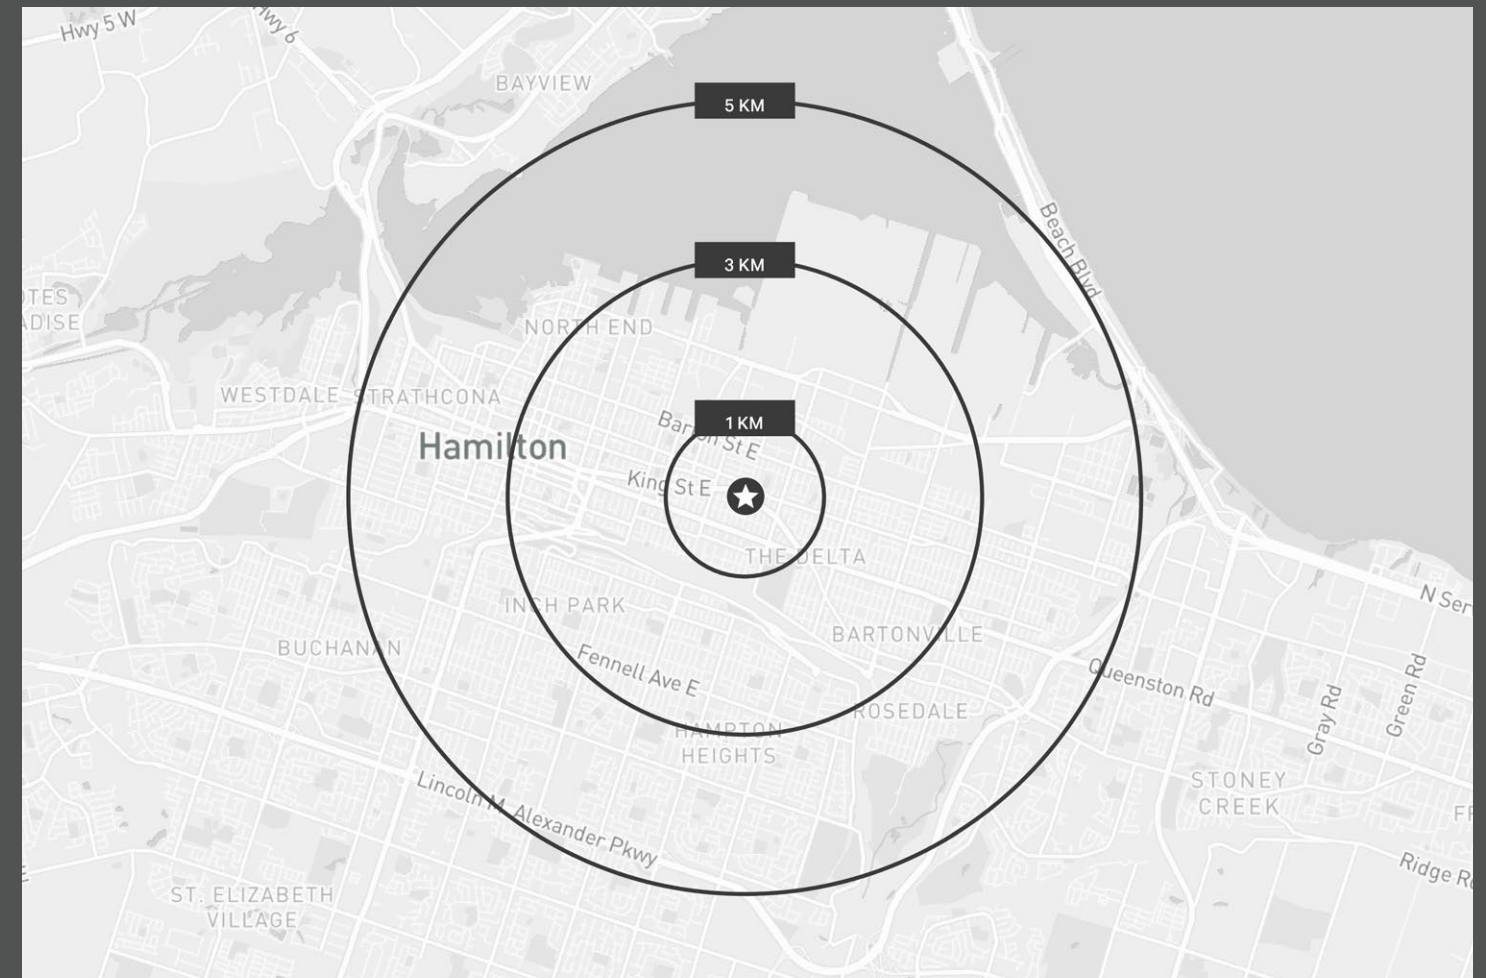 Hwy 5 W
Hwy 6
BAYVIEW
5 KM
Beach Blvd
3 KM
NORTH END
WESTDALE
STRATHCONA
1 KM
Barton St E
Hamilton
King St E
THE DELTA
N Ser
INCH PARK
BARTONVILLE
BUCHANAN
Fennell Ave E
Queenston Rd
Green Rd
Gray Rd
ROSEDALE
HAMPTON
HEIGHTS
STONEY
CREEK
Lincoln M. Alexander Pkwy
Ridge
ST. ELIZABETH
VILLAGE